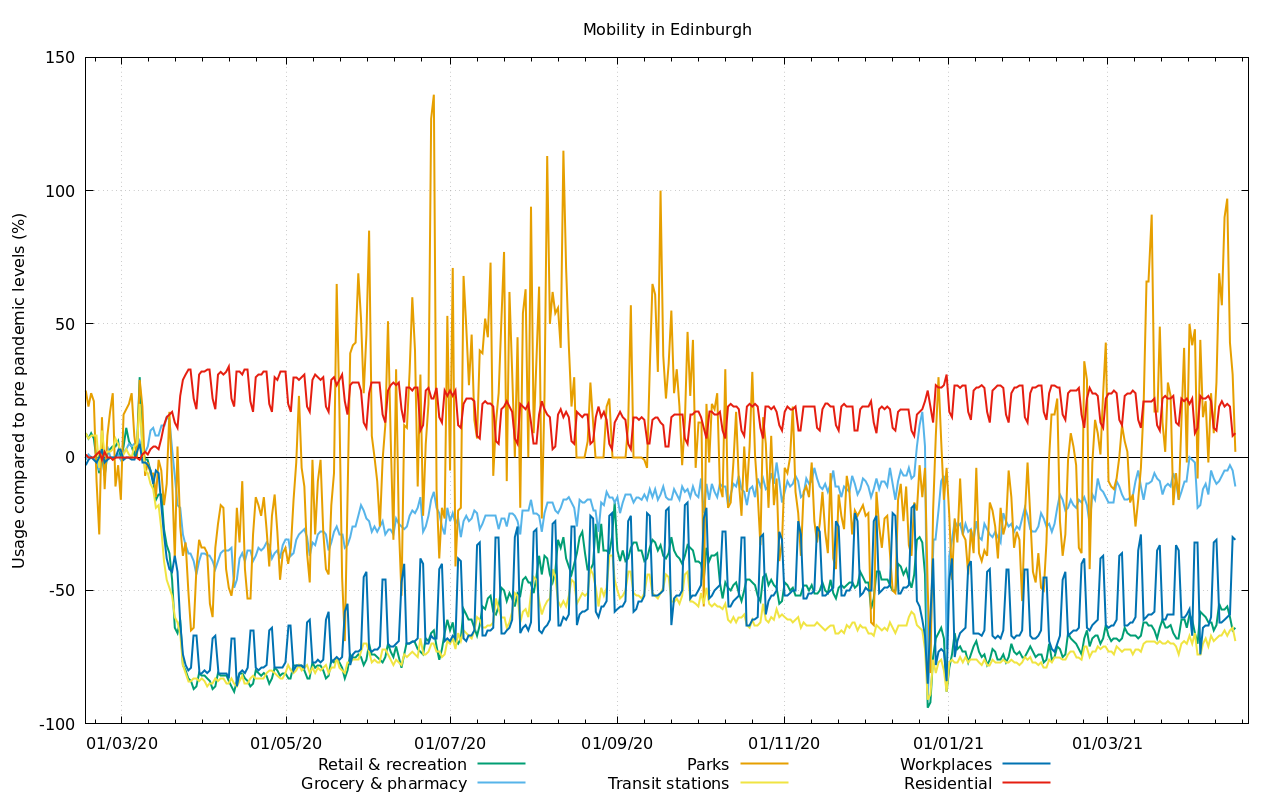 Mobility in Edinburgh
Usage compared to pre pandemic levels (%)
150
100
50
0
-50
-100
01/03/20 01/05/20 01/07/20 01/09/20 01/11/20 01/01/21 01/03/21
Retail & recreation Parks Workplaces
Grocery & pharmacy Transit stations Residential